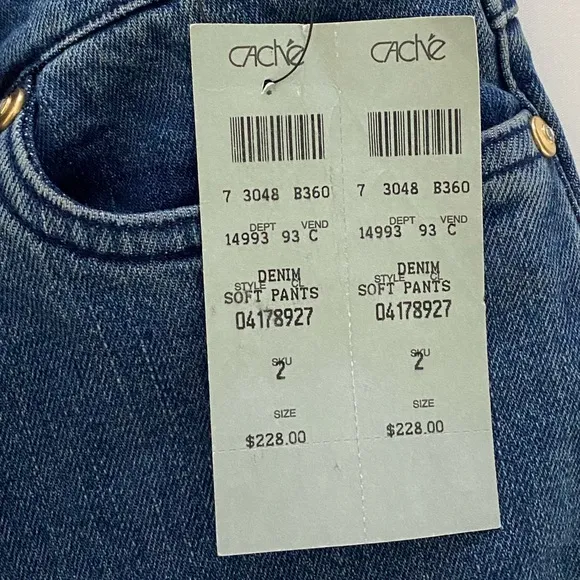 Caché
7 3048 B360
DEPT VEND
14993 93 C
DENIM
STYLE CL
SOFT PANTS
04178927
SKU
2
SIZE
$228.00
Caché
7 3048 B360
DEPT VEND
14993 93 C
DENIM
STYLE CL
SOFT PANTS
04178927
SKU
2
SIZE
$228.00